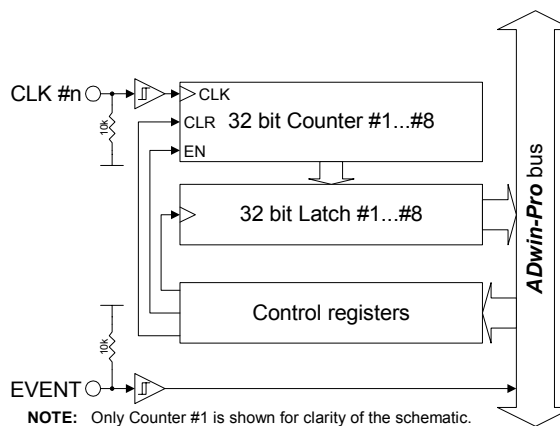 CLK #n
10k
CLK
CLR
EN
32 bit Counter #1...#8
32 bit Latch #1...#8
Control registers
ADwin-Pro bus
10k
EVENT
NOTE: Only Counter #1 is shown for clarity of the schematic.